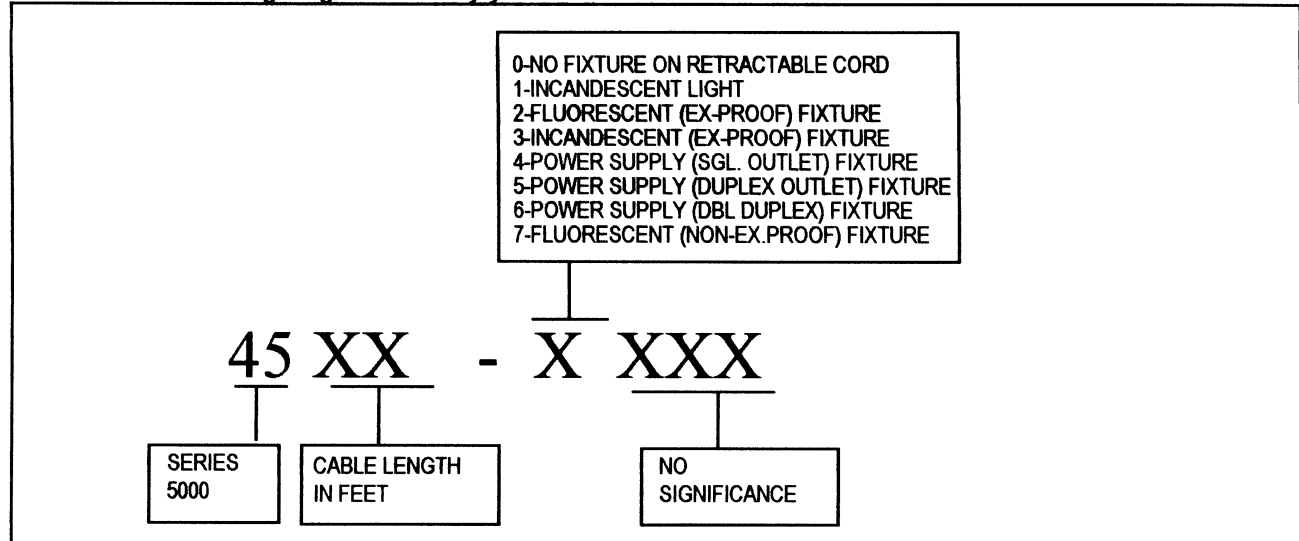 0-NO FIXTURE ON RETRACTABLE CORD
1-INCANDESCENT LIGHT
2-FLUORESCENT (EX-PROOF) FIXTURE
3-INCANDESCENT (EX-PROOF) FIXTURE
4-POWER SUPPLY (SGL. OUTLET) FIXTURE
5-POWER SUPPLY (DUPLEX OUTLET) FIXTURE
6-POWER SUPPLY (DBL DUPLEX) FIXTURE
7-FLUORESCENT (NON-EX.PROOF) FIXTURE
45 XX - X XXX
SERIES
5000
CABLE LENGTH
IN FEET
NO
SIGNIFICANCE